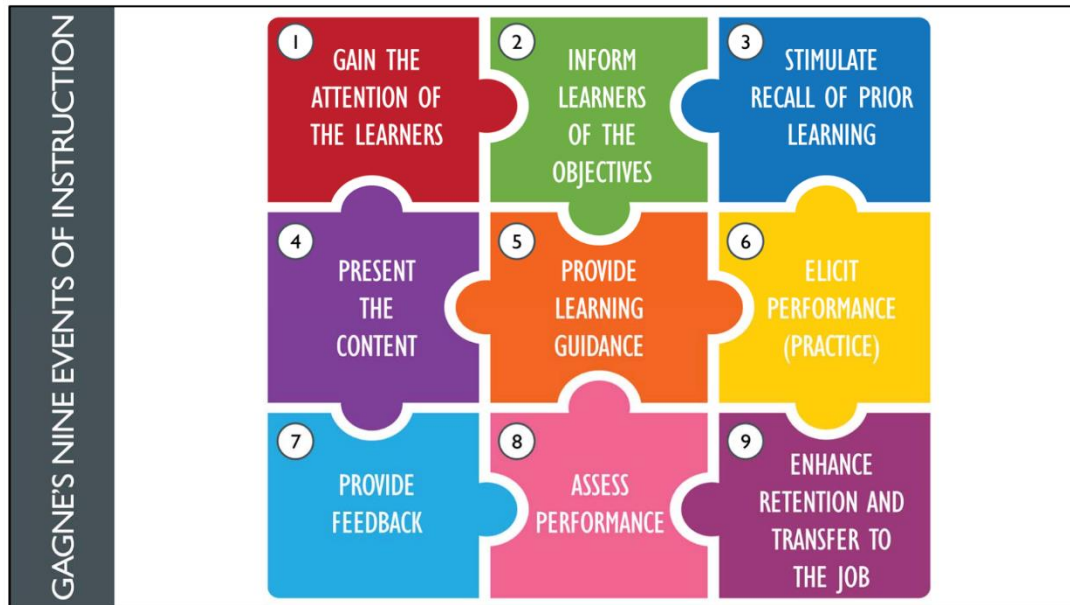 GAGNE'S NINE EVENTS OF INSTRUCTION
1
GAIN THE
ATTENTION OF
THE LEARNERS
2
INFORM
LEARNERS
OF THE
OBJECTIVES
3
STIMULATE
RECALL OF PRIOR
LEARNING
4
PRESENT
THE
CONTENT
5
PROVIDE
LEARNING
GUIDANCE
6
ELICIT
PERFORMANCE
(PRACTICE)
7
PROVIDE
FEEDBACK
8
ASSESS
PERFORMANCE
9
ENHANCE
RETENTION AND
TRANSFER TO
THE JOB